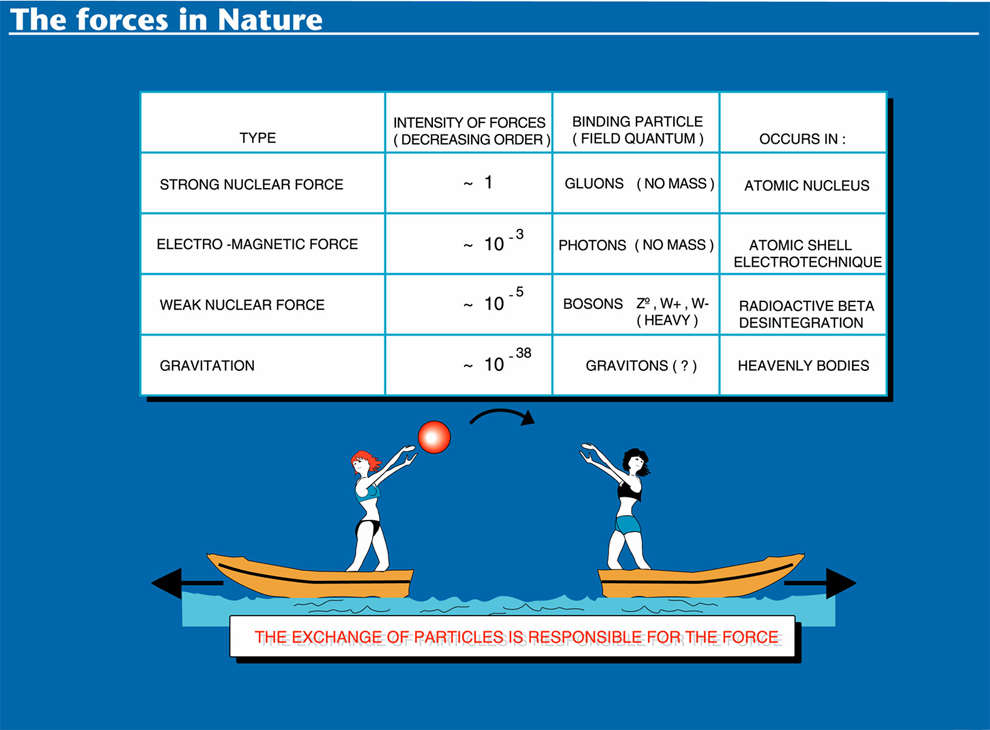 The forces in Nature
TYPE
INTENSITY OF FORCES
( DECREASING ORDER )
BINDING PARTICLE
( FIELD QUANTUM )
OCCURS IN :
STRONG NUCLEAR FORCE
~ 1
GLUONS ( NO MASS )
ATOMIC NUCLEUS
ELECTRO -MAGNETIC FORCE
~ 10 -3
PHOTONS ( NO MASS )
ATOMIC SHELL
ELECTROTECHNIQUE
WEAK NUCLEAR FORCE
~ 10 -5
BOSONS Zº , W+ , W-
( HEAVY )
RADIOACTIVE BETA
DESINTEGRATION
GRAVITATION
~ 10 -38
GRAVITONS ( ? )
HEAVENLY BODIES
THE EXCHANGE OF PARTICLES IS RESPONSIBLE FOR THE FORCE